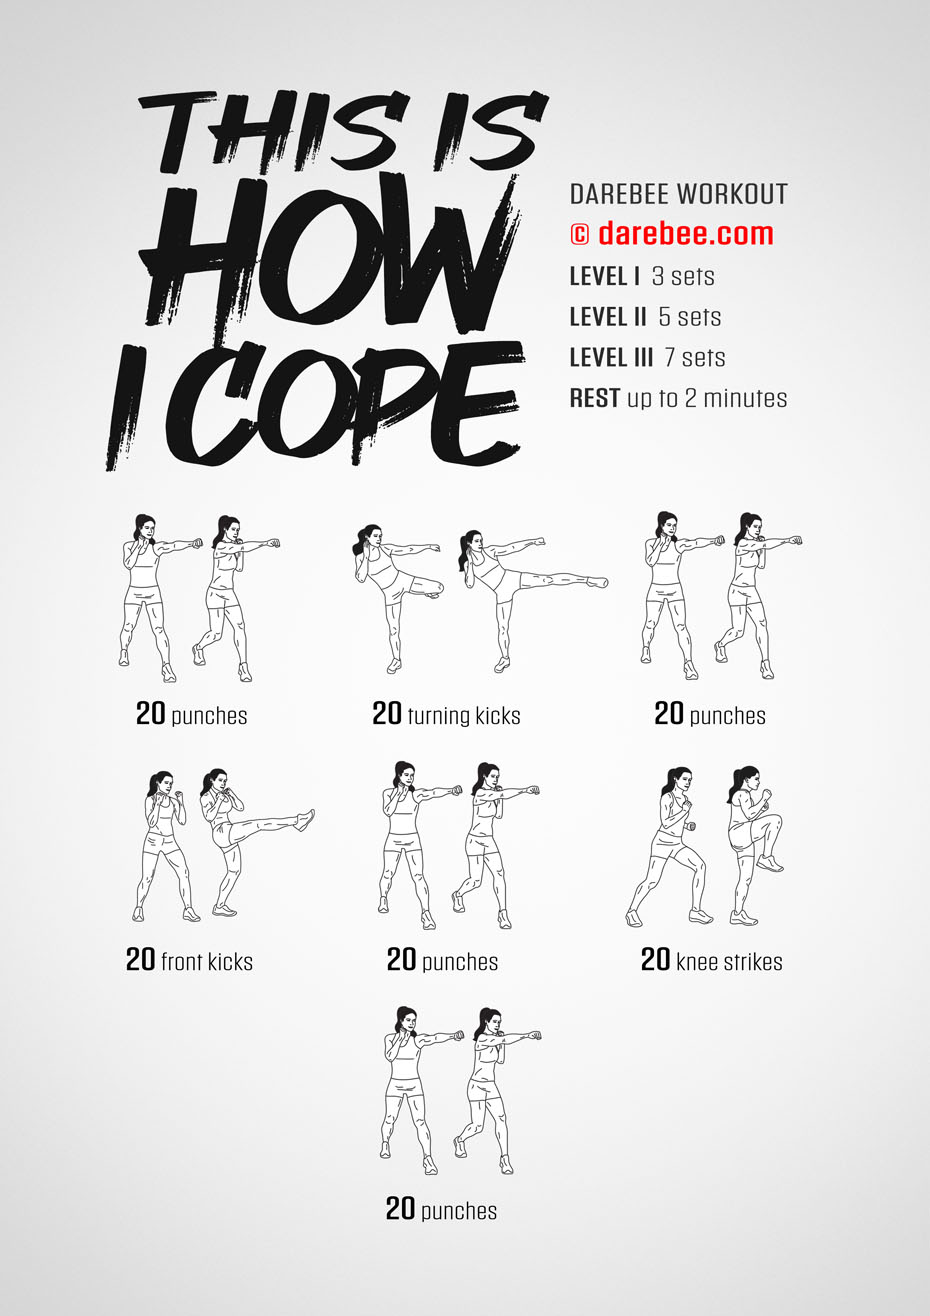 THIS IS
HOW
I COPE
DAREBEE WORKOUT
© darebee.com
LEVEL I 3 sets
LEVEL II 5 sets
LEVEL III 7 sets
REST up to 2 minutes
20 punches
20 turning kicks
20 punches
20 front kicks
20 punches
20 knee strikes
20 punches